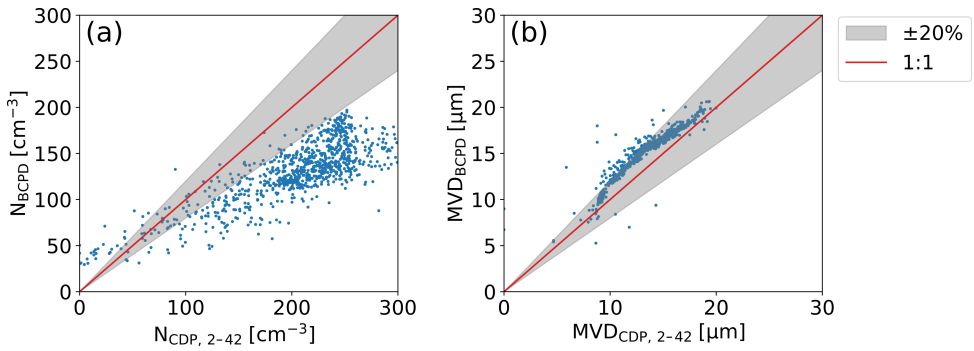 (a)
300
250
200
150
100
50
0
N_BCPD [cm⁻³]
0 100 200 300
N_CDP, 2–42 [cm⁻³]
(b)
30
25
20
15
10
5
0
MVD_BCPD [μm]
0 10 20 30
MVD_CDP, 2–42 [μm]
±20%
1:1